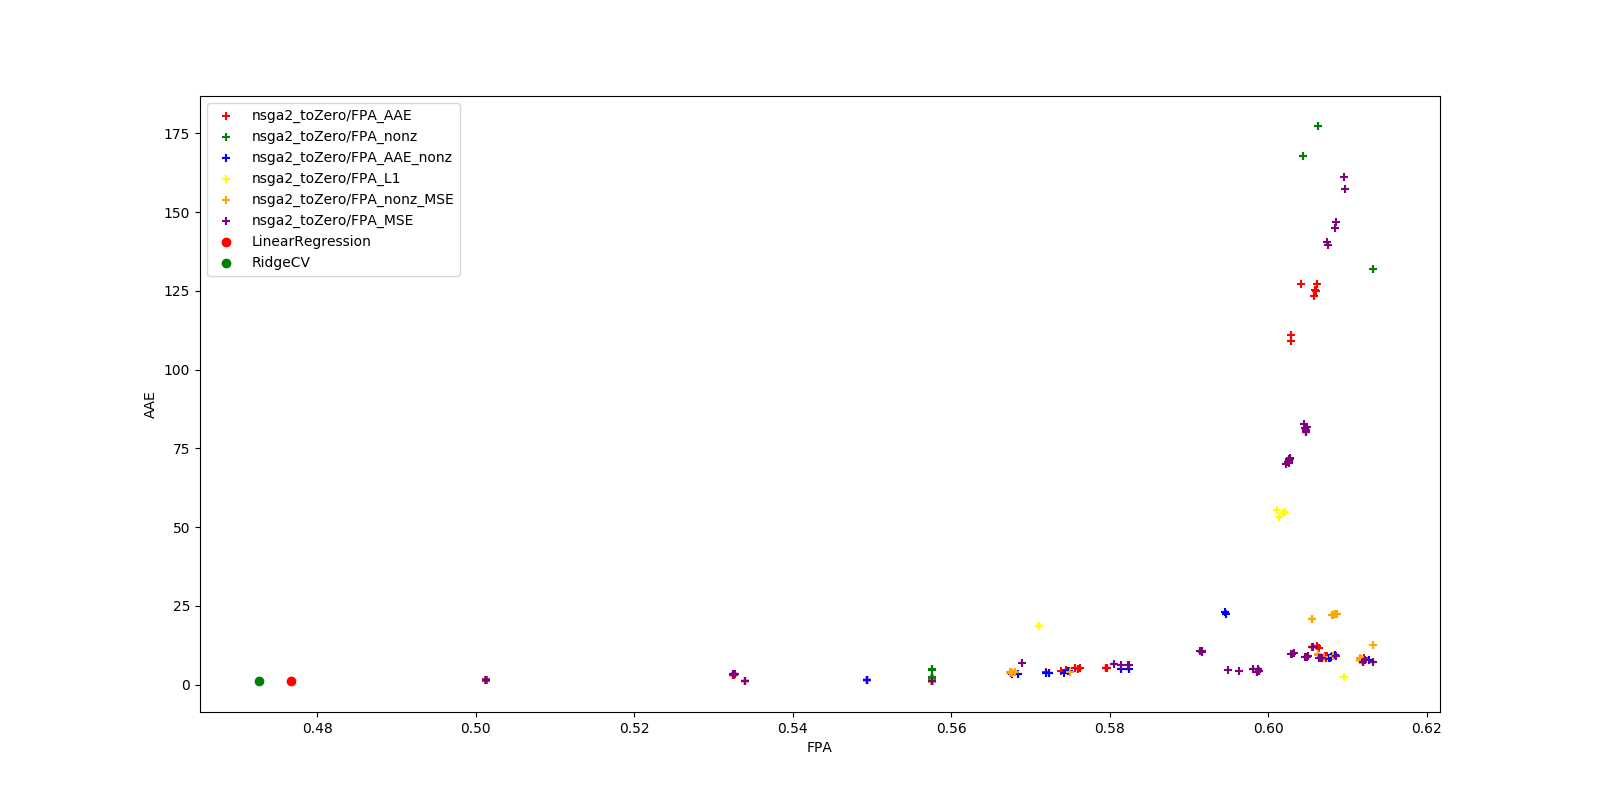 nsga2_toZero/FPA_AAE
nsga2_toZero/FPA_nonz
nsga2_toZero/FPA_AAE_nonz
nsga2_toZero/FPA_L1
nsga2_toZero/FPA_nonz_MSE
nsga2_toZero/FPA_MSE
LinearRegression
RidgeCV
175
150
125
100
75
50
25
0
AAE
0.48 0.50 0.52 0.54 0.56 0.58 0.60 0.62
FPA